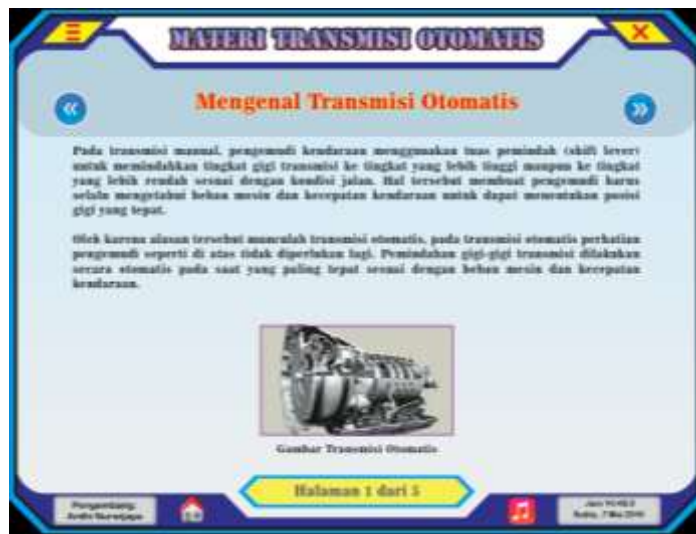 MATERI TRANSMISI OTOMATIS
Mengenal Transmisi Otomatis
Pada transmisi manual, pengemudi kendaraan menggunakan tuas pemindah (shift lever)
untuk memindahkan tingkat gigi transmisi ke tingkat yang lebih tinggi maupun ke tingkat
yang lebih rendah sesuai dengan kondisi jalan. Hal tersebut membuat pengemudi harus
selalu mengetahui beban mesin dan kecepatan kendaraan untuk dapat menentukan posisi
gigi yang tepat.
Oleh karena alasan tersebut munculah transmisi otomatis, pada transmisi otomatis perhatian
pengemudi seperti di atas tidak diperlukan lagi. Pemindahan gigi-gigi transmisi dilakukan
secara otomatis pada saat yang paling tepat sesuai dengan beban mesin dan kecepatan
kendaraan.
Gambar Transmisi Otomatis
Halaman 1 dari 5
Pengembang: